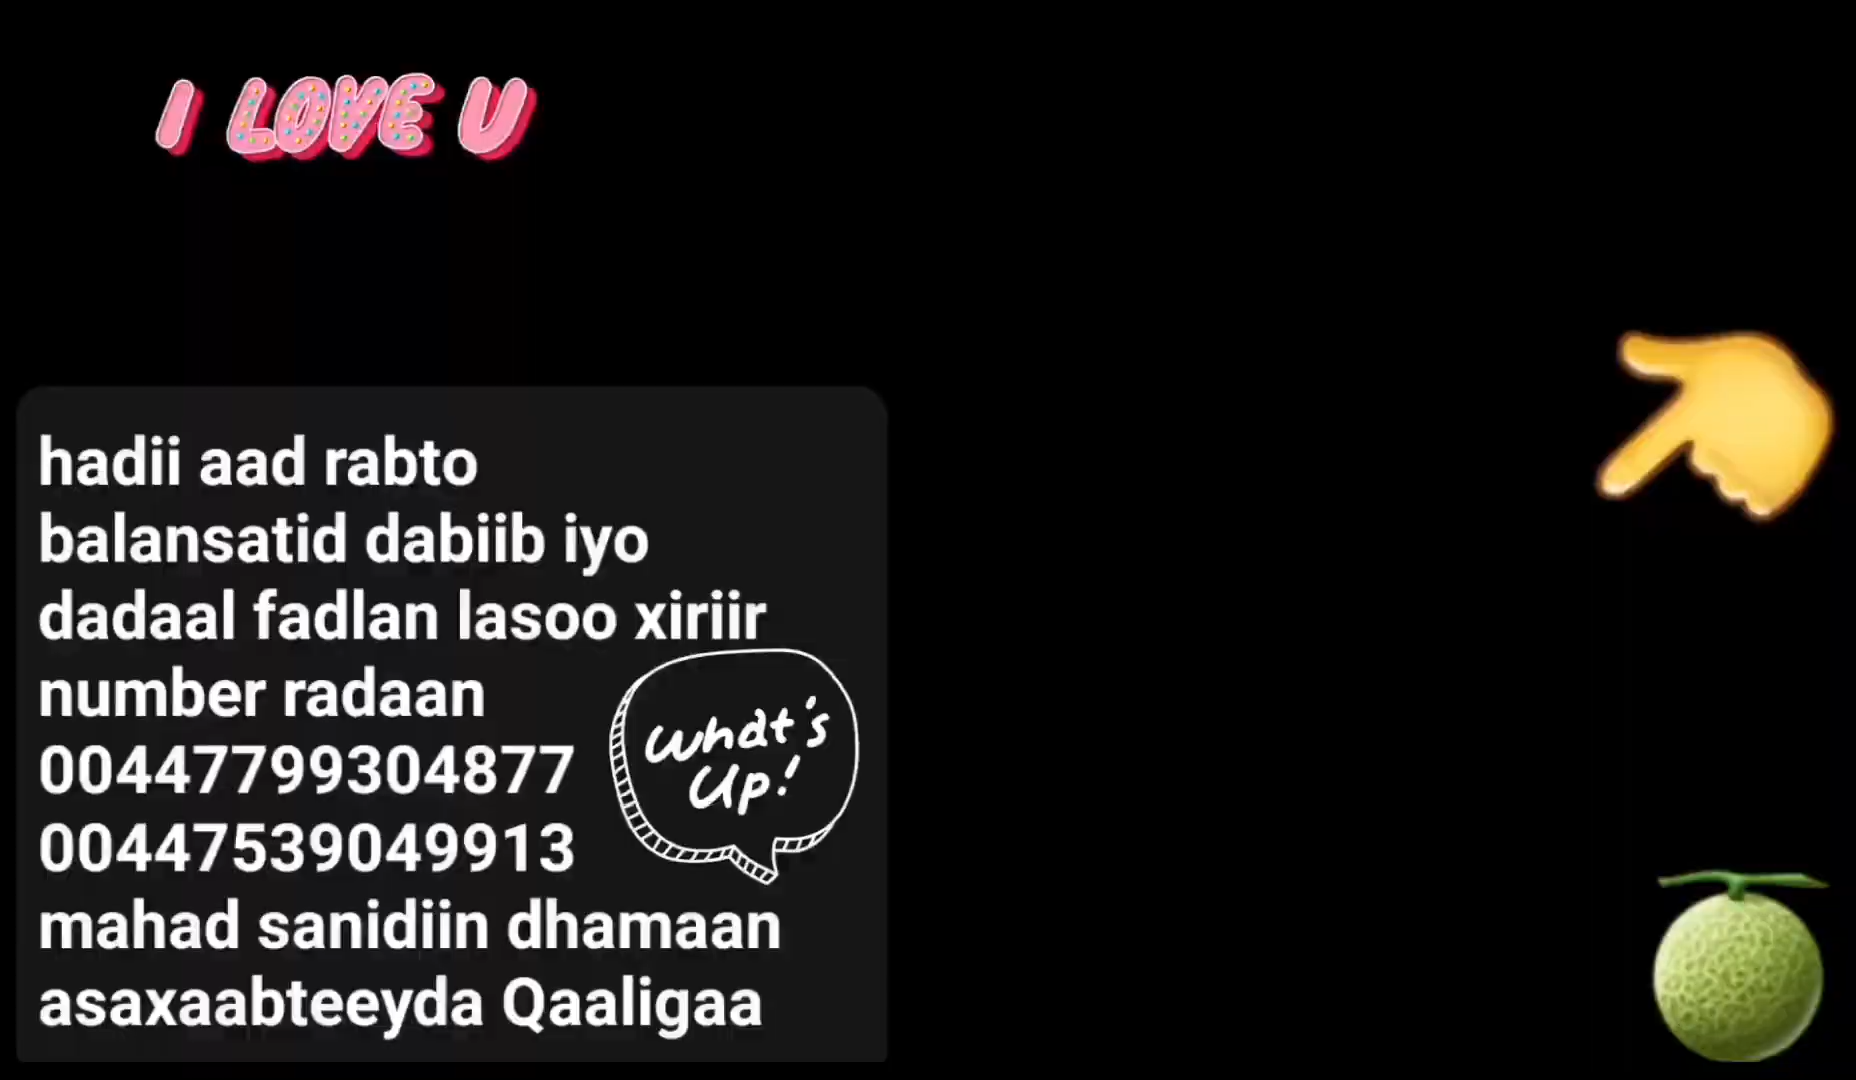 I LOVE U
hadii aad rabto
balansatid dabiib iyo
dadaal fadlan lasoo xiriir
number radaan
00447799304877
00447539049913
What's
Up!
mahad sanidiin dhamaan
asaxaabteeyda Qaaligaa